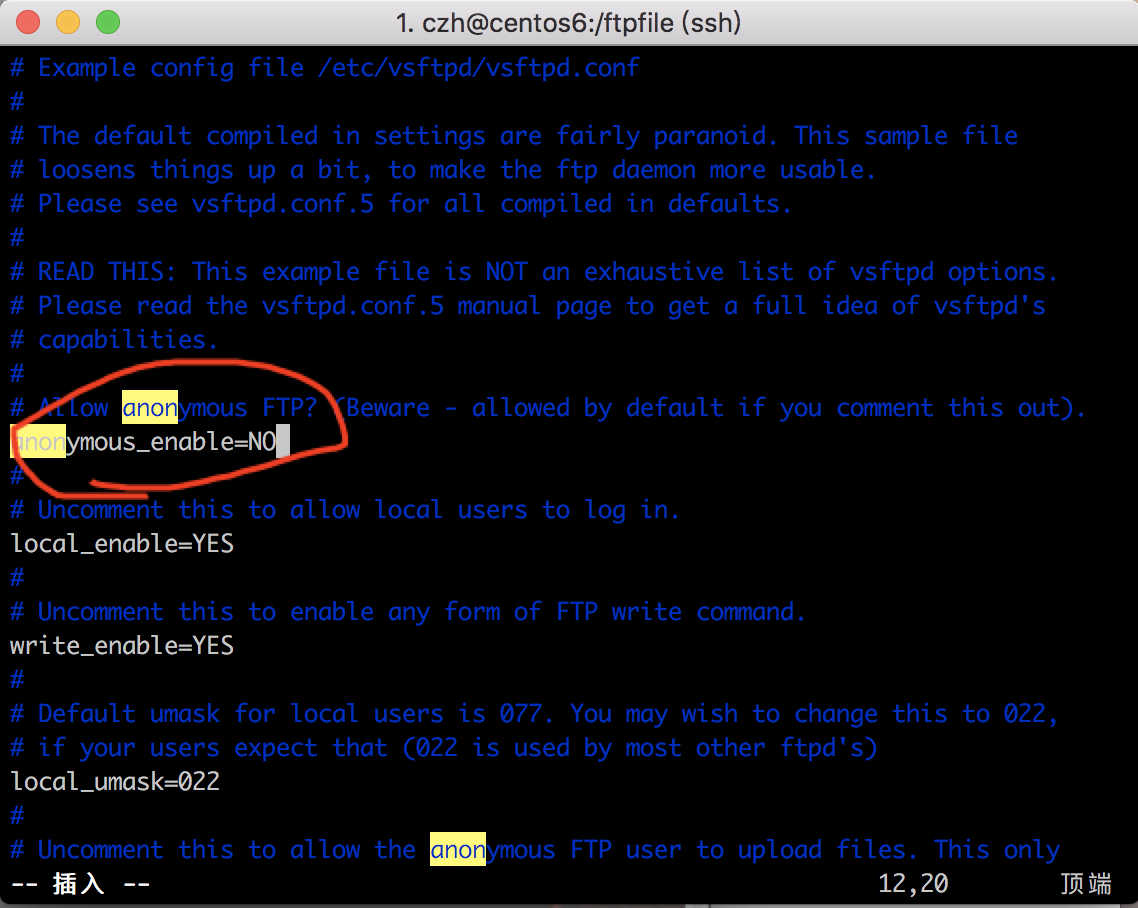 1. czh@centos6:/ftpfile (ssh)
# Example config file /etc/vsftpd/vsftpd.conf
#
# The default compiled in settings are fairly paranoid. This sample file
# loosens things up a bit, to make the ftp daemon more usable.
# Please see vsftpd.conf.5 for all compiled in defaults.
#
# READ THIS: This example file is NOT an exhaustive list of vsftpd options.
# Please read the vsftpd.conf.5 manual page to get a full idea of vsftpd's
# capabilities.
#
# Allow anonymous FTP? (Beware - allowed by default if you comment this out).
anonymous_enable=NO
#
# Uncomment this to allow local users to log in.
local_enable=YES
#
# Uncomment this to enable any form of FTP write command.
write_enable=YES
#
# Default umask for local users is 077. You may wish to change this to 022,
# if your users expect that (022 is used by most other ftpd's)
local_umask=022
#
# Uncomment this to allow the anonymous FTP user to upload files. This only
-- 插入 -- 12,20 顶端